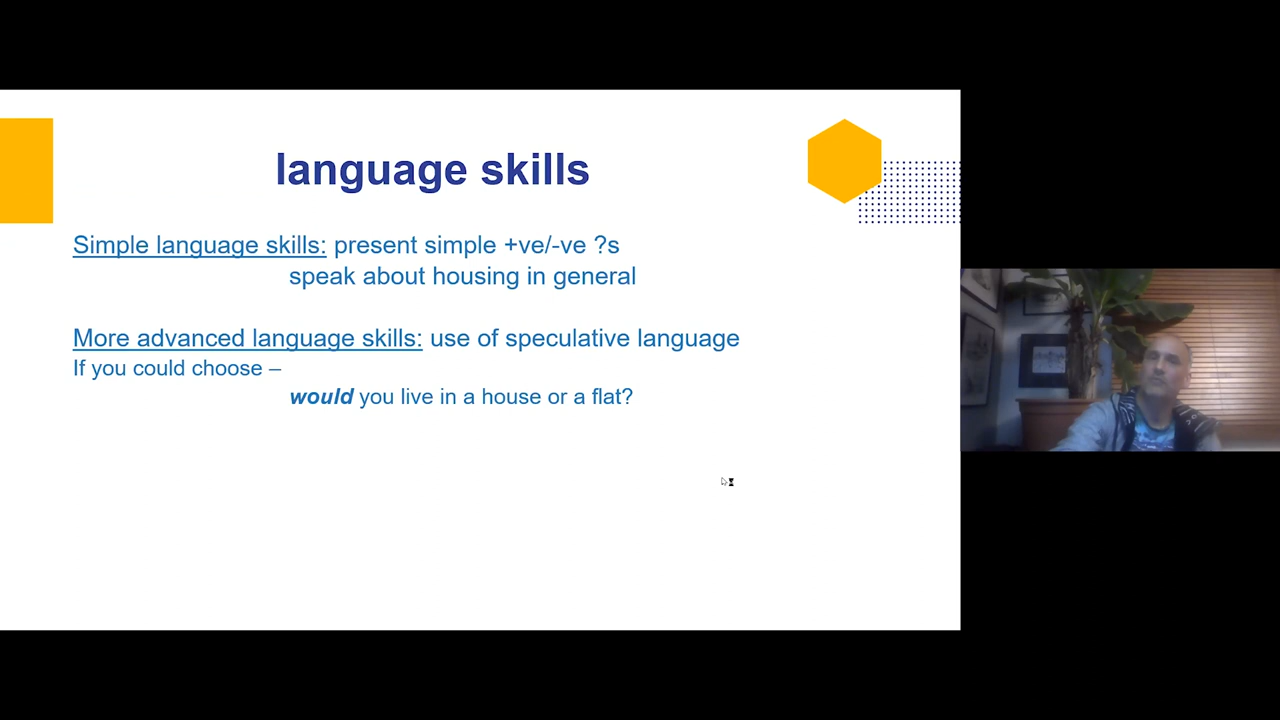 language skills
Simple language skills: present simple +ve/-ve ?s
speak about housing in general
More advanced language skills: use of speculative language
If you could choose –
would you live in a house or a flat?